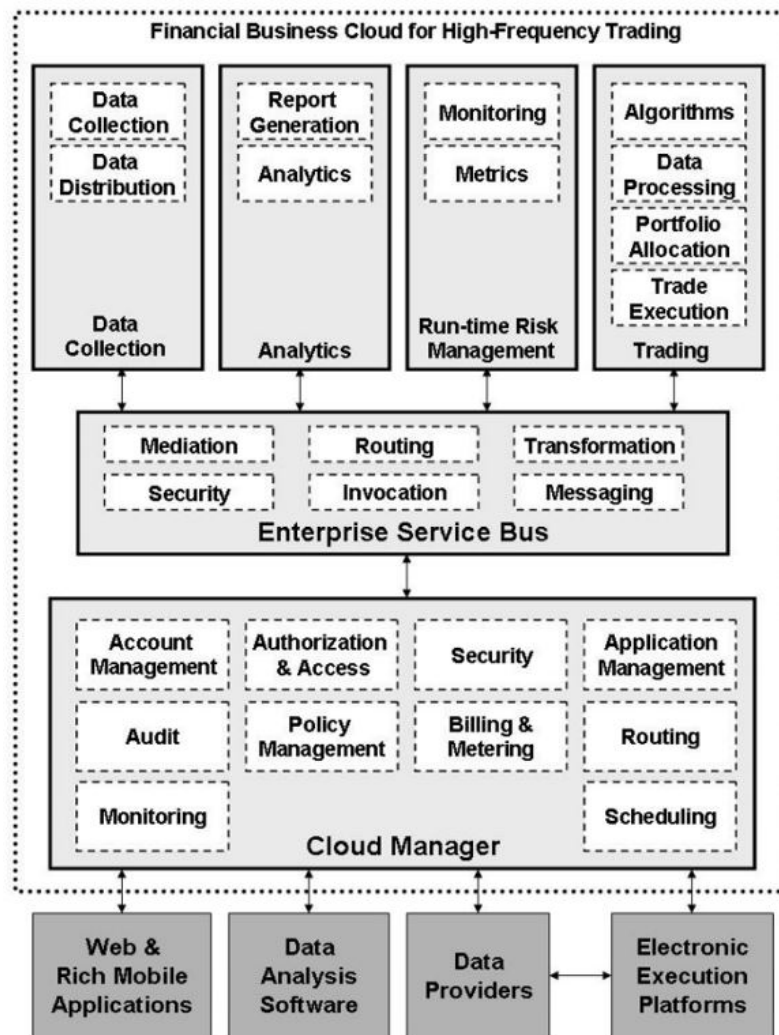 Financial Business Cloud for High-Frequency Trading
Data
Collection
Data
Distribution
Data
Collection
Report
Generation
Analytics
Analytics
Monitoring
Metrics
Run-time Risk
Management
Algorithms
Data
Processing
Portfolio
Allocation
Trade
Execution
Trading
Mediation
Routing
Transformation
Security
Invocation
Messaging
Enterprise Service Bus
Account
Management
Authorization
& Access
Security
Application
Management
Audit
Policy
Management
Billing &
Metering
Routing
Monitoring
Scheduling
Cloud Manager
Web &
Rich Mobile
Applications
Data
Analysis
Software
Data
Providers
Electronic
Execution
Platforms